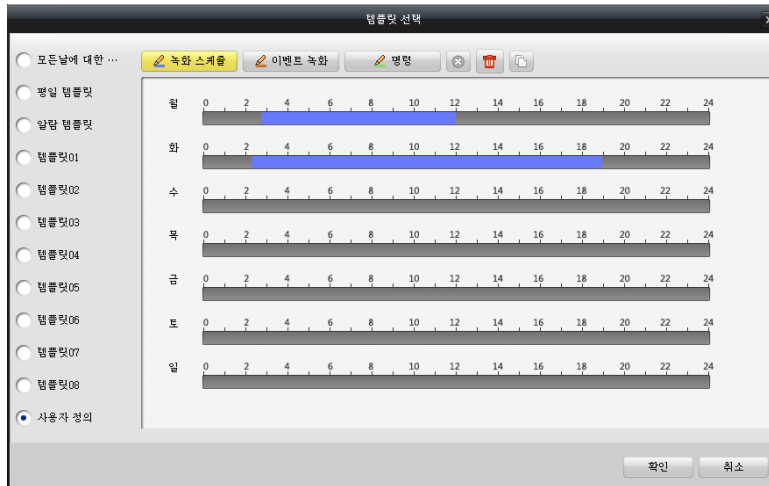 템플릿 선택
모든날에 대한 ···
평일 템플릿
알람 템플릿
템플릿01
템플릿02
템플릿03
템플릿04
템플릿05
템플릿06
템플릿07
템플릿08
사용자 정의
녹화 스케쥴 이벤트 녹화 명령
월 0 2 4 6 8 10 12 14 16 18 20 22 24
화 0 2 4 6 8 10 12 14 16 18 20 22 24
수 0 2 4 6 8 10 12 14 16 18 20 22 24
목 0 2 4 6 8 10 12 14 16 18 20 22 24
금 0 2 4 6 8 10 12 14 16 18 20 22 24
토 0 2 4 6 8 10 12 14 16 18 20 22 24
일 0 2 4 6 8 10 12 14 16 18 20 22 24
확인 취소